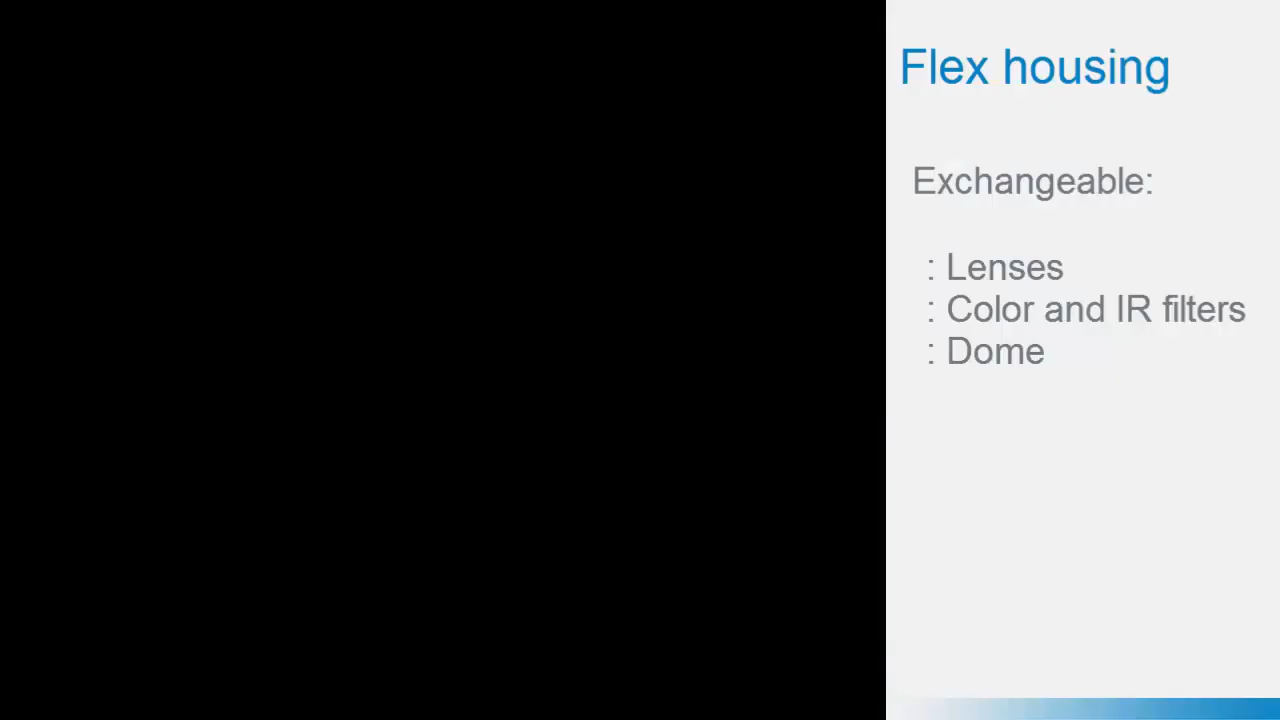 Flex housing
Exchangeable:
: Lenses
: Color and IR filters
: Dome